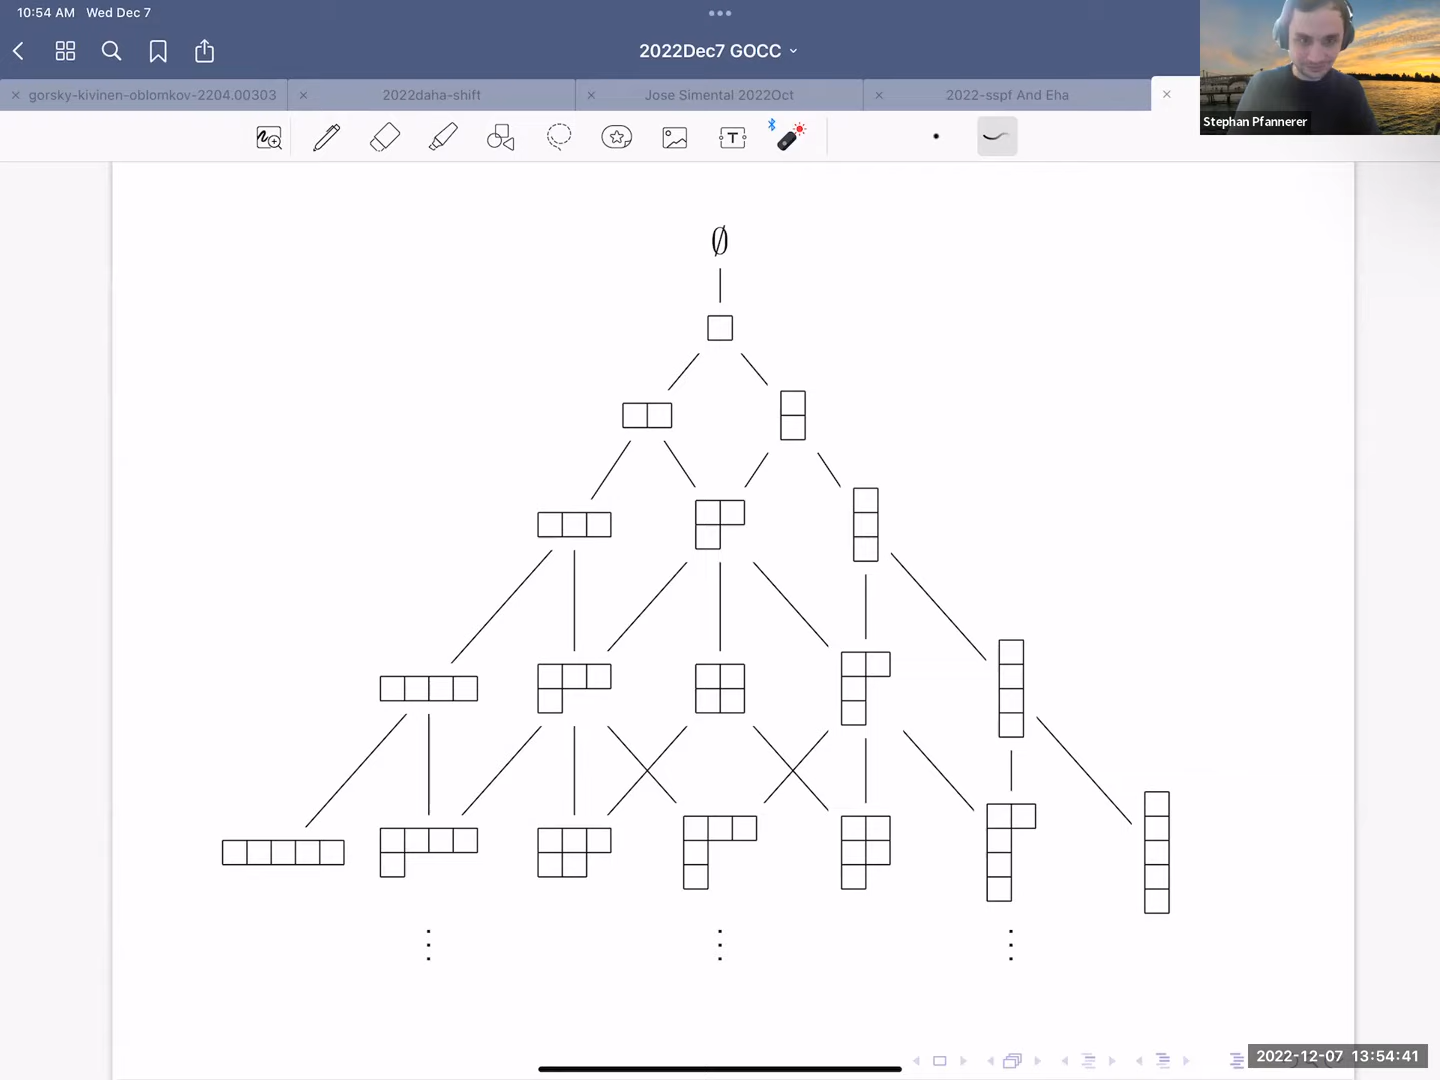 10:54 AM Wed Dec 7
2022Dec7 GOCC
gorsky-kivinen-oblomkov-2204.00303
2022daha-shift
Jose Simental 2022Oct
2022-sspf And Eha
Stephan Pfannerer
T
∅
2022-12-07 13:54:41